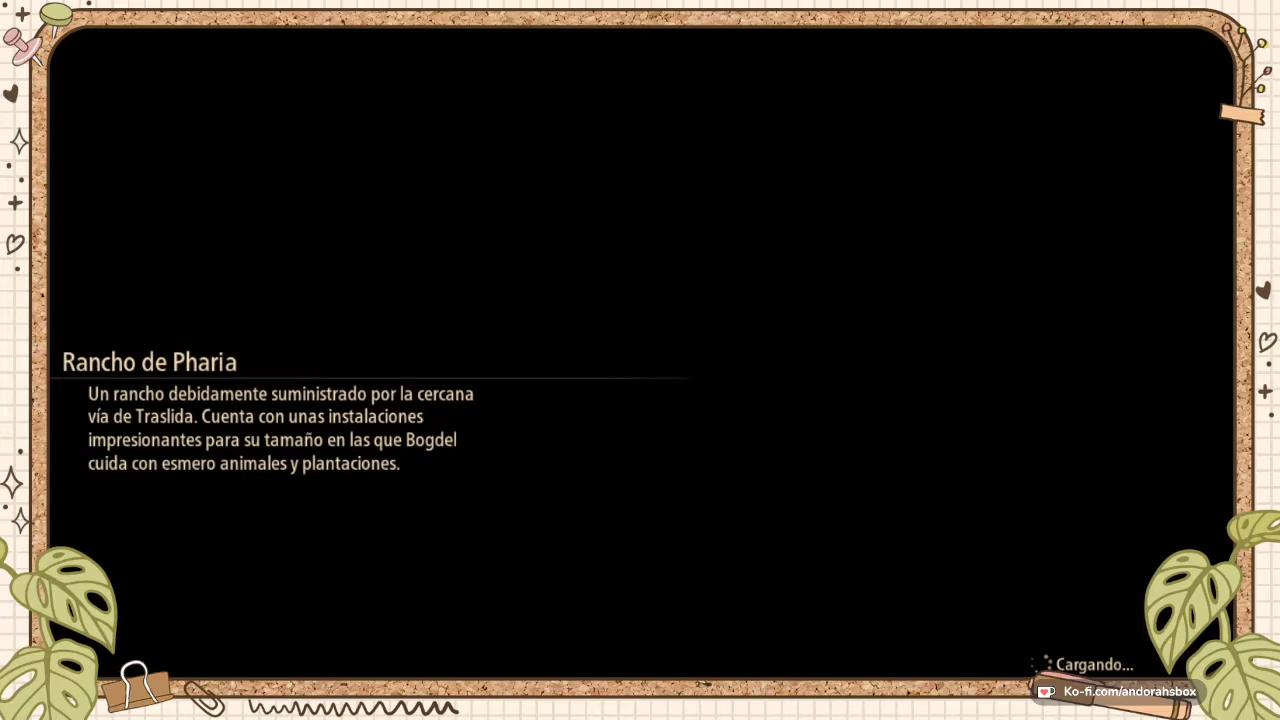 Rancho de Pharia
Un rancho debidamente suministrado por la cercana
vía de Traslida. Cuenta con unas instalaciones
impresionantes para su tamaño en las que Bogdel
cuida con esmero animales y plantaciones.
Cargando...
Ko-fi.com/andorahsbox